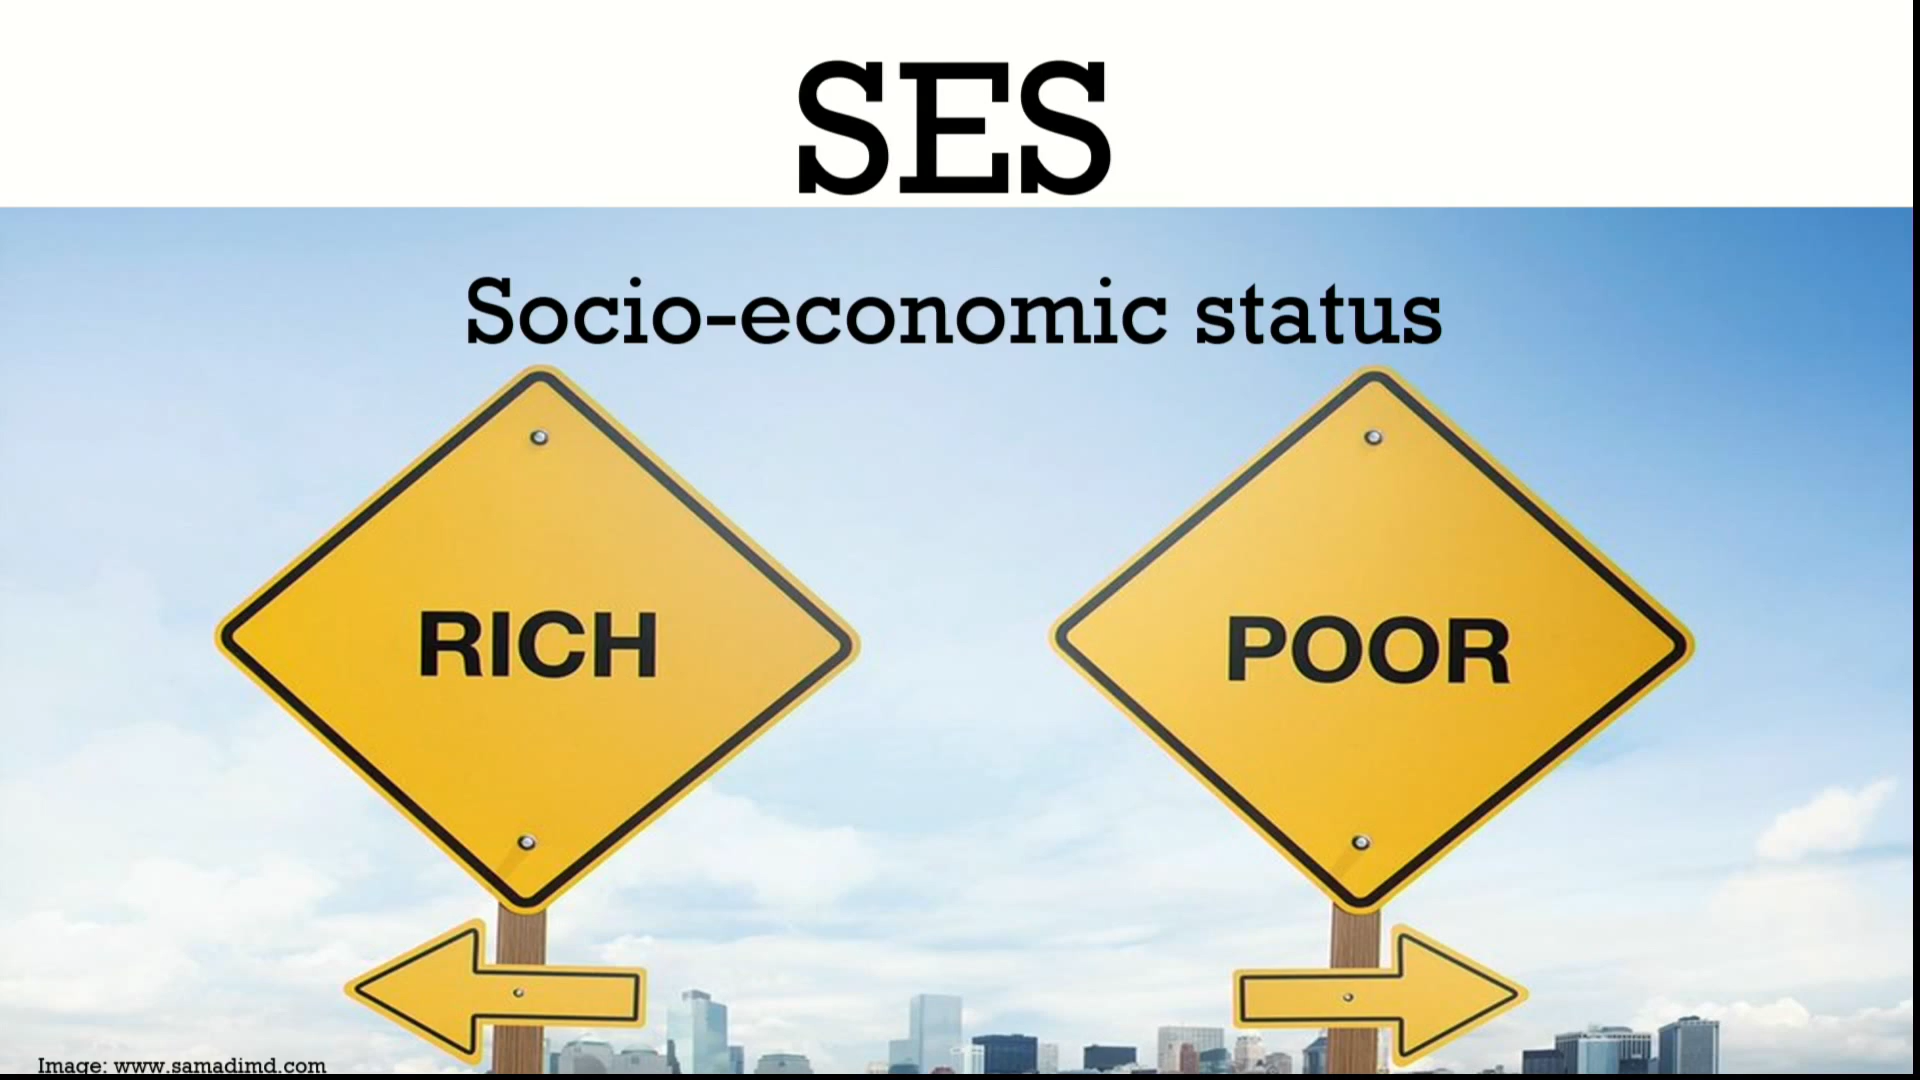 SES
Socio-economic status
RICH
POOR
Image: www.samadimd.com